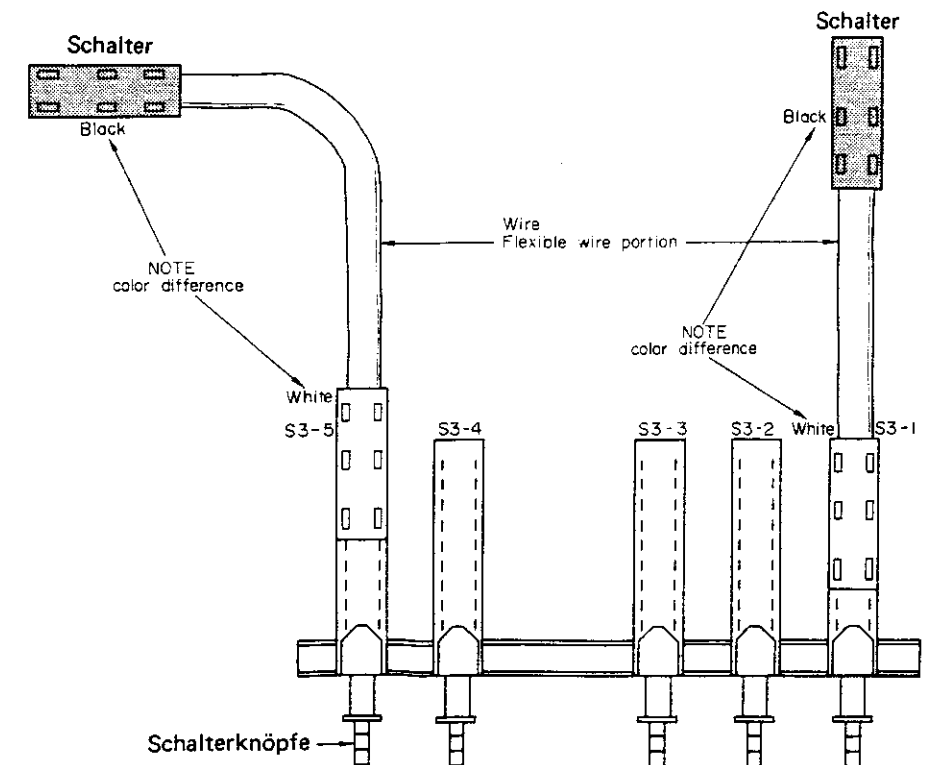 Schalter
Schalter
Black
Black
Wire
Flexible wire portion
NOTE
color difference
NOTE
color difference
White
S3-5
S3-4
S3-3
S3-2
White
S3-1
Schalterknöpfe